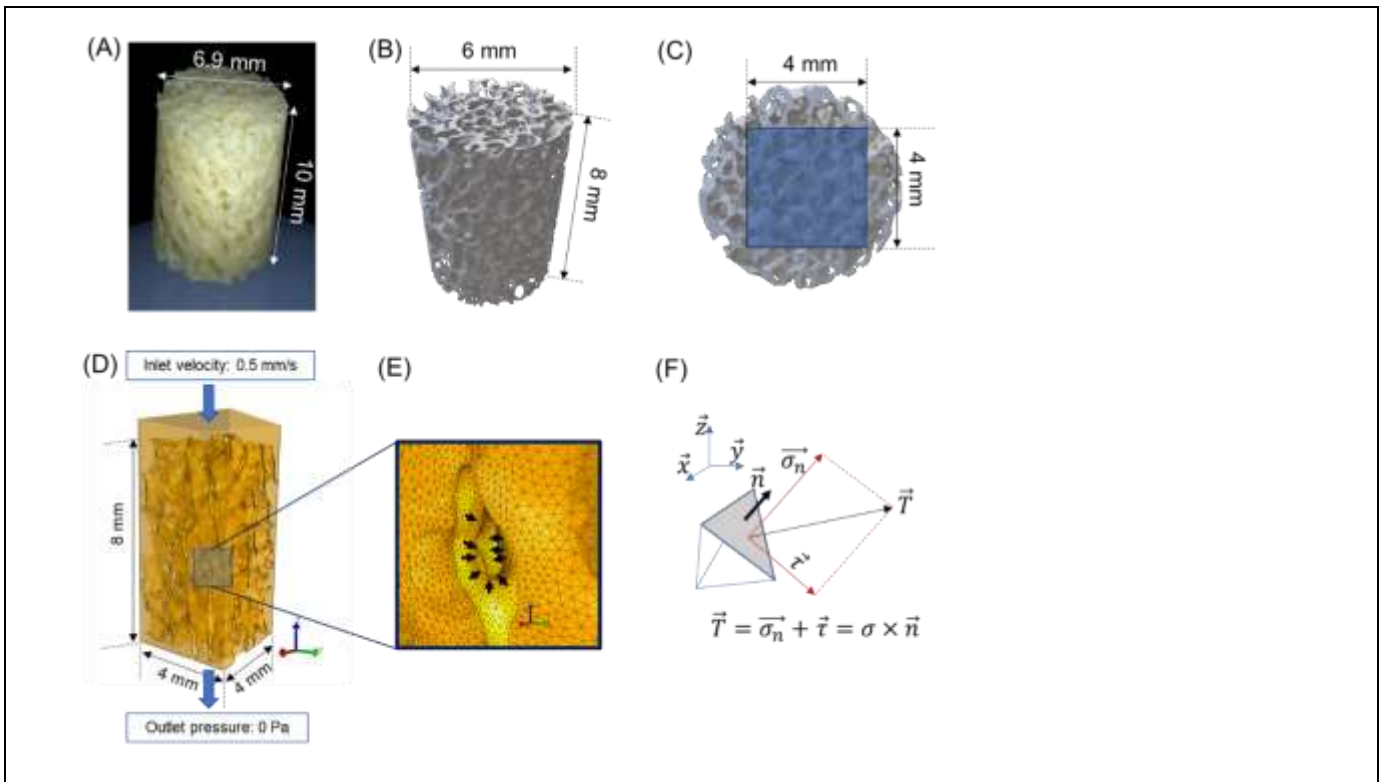 (A)
6.9 mm
10 mm
(B)
6 mm
8 mm
(C)
4 mm
4 mm
(D)
Inlet velocity: 0.5 mm/s
8 mm
4 mm
4 mm
Outlet pressure: 0 Pa
(E)
(F)
z⃗
x⃗
y⃗
σₙ⃗
n⃗
T⃗
τ⃗
T⃗ = σₙ⃗ + τ⃗ = σ × n⃗